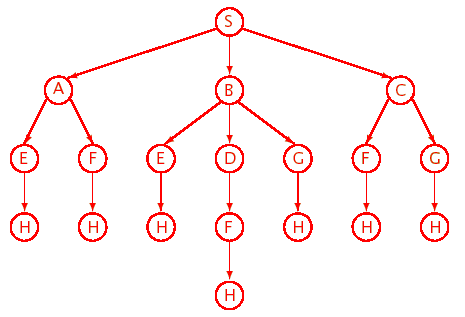 S
A B C
E F E D G F G
H H H F H H H
H